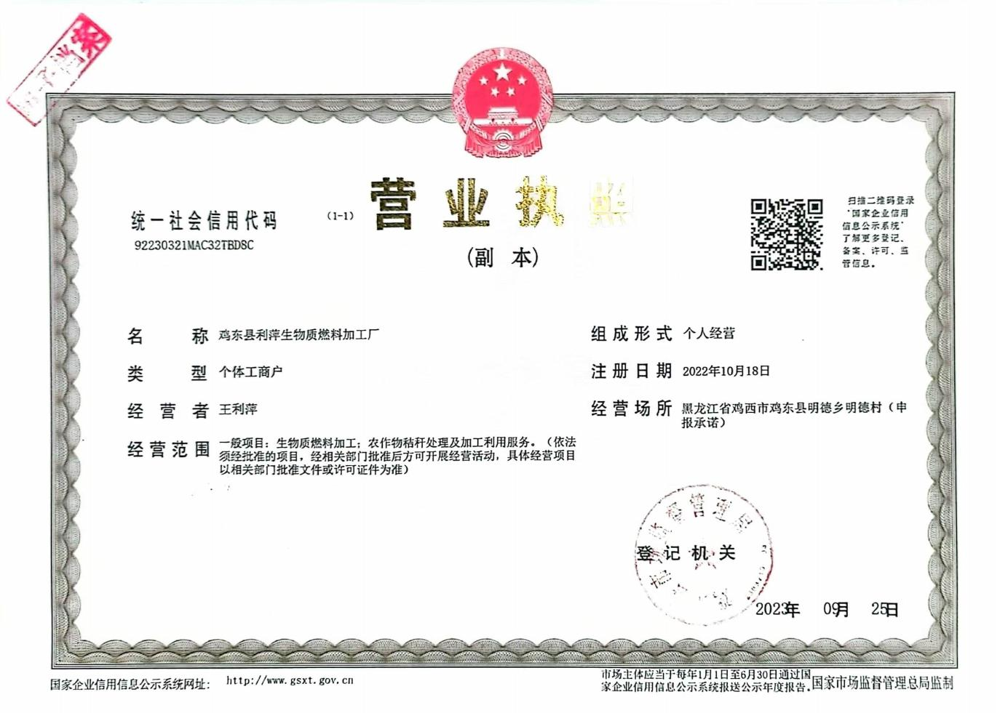 档案
营业执照
(副 本)
统一社会信用代码
92230321MAC32TBD8C
(1-1)
扫描二维码登录
"国家企业信用
信息公示系统"
了解更多登记、
备案、许可、监
管信息。
名 称 鸡东县利萍生物质燃料加工厂
类 型 个体工商户
经 营 者 王利萍
经 营 范 围 一般项目：生物质燃料加工；农作物秸秆处理及加工利用服务。（依法
须经批准的项目，经相关部门批准后方可开展经营活动，具体经营项目
以相关部门批准文件或许可证件为准）
组 成 形 式 个人经营
注 册 日 期 2022年10月18日
经 营 场 所 黑龙江省鸡西市鸡东县明德乡明德村（申
报承诺）
督管理局
登 记 机 关
2023年 09月 25日
国家企业信用信息公示系统网址： http://www.gsxt.gov.cn
市场主体应当于每年1月1日至6月30日通过国
家企业信用信息公示系统报送公示年度报告。
国家市场监督管理总局监制